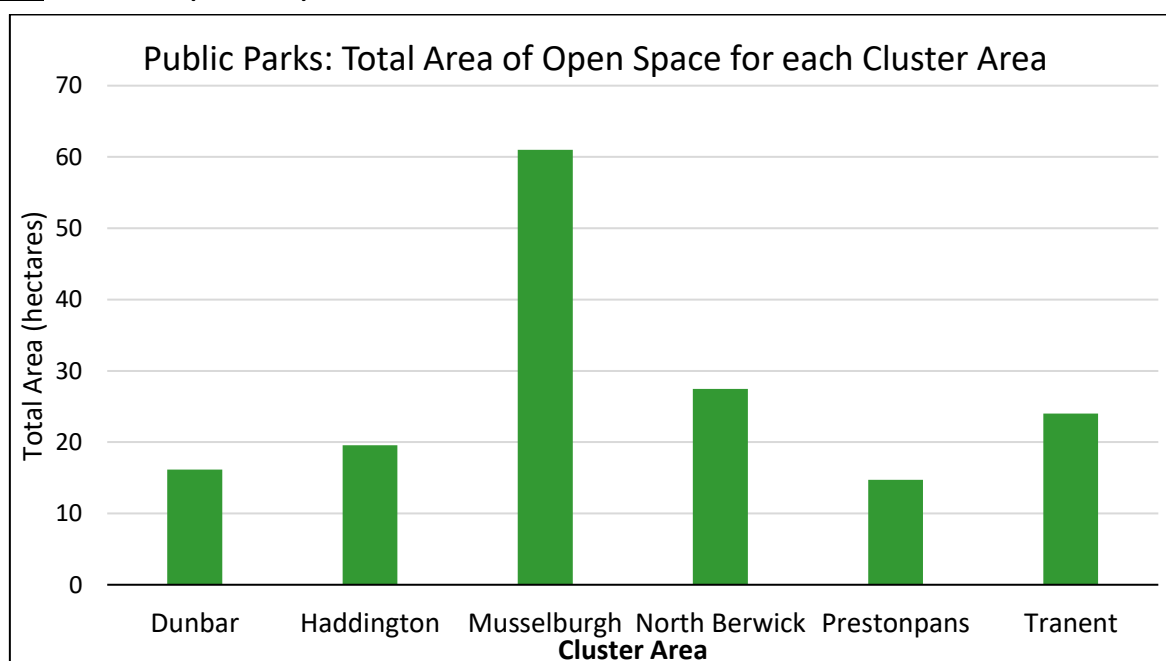 Public Parks: Total Area of Open Space for each Cluster Area
70
60
50
40
30
20
10
0
Total Area (hectares)
Dunbar Haddington Musselburgh North Berwick Prestonpans Tranent
Cluster Area